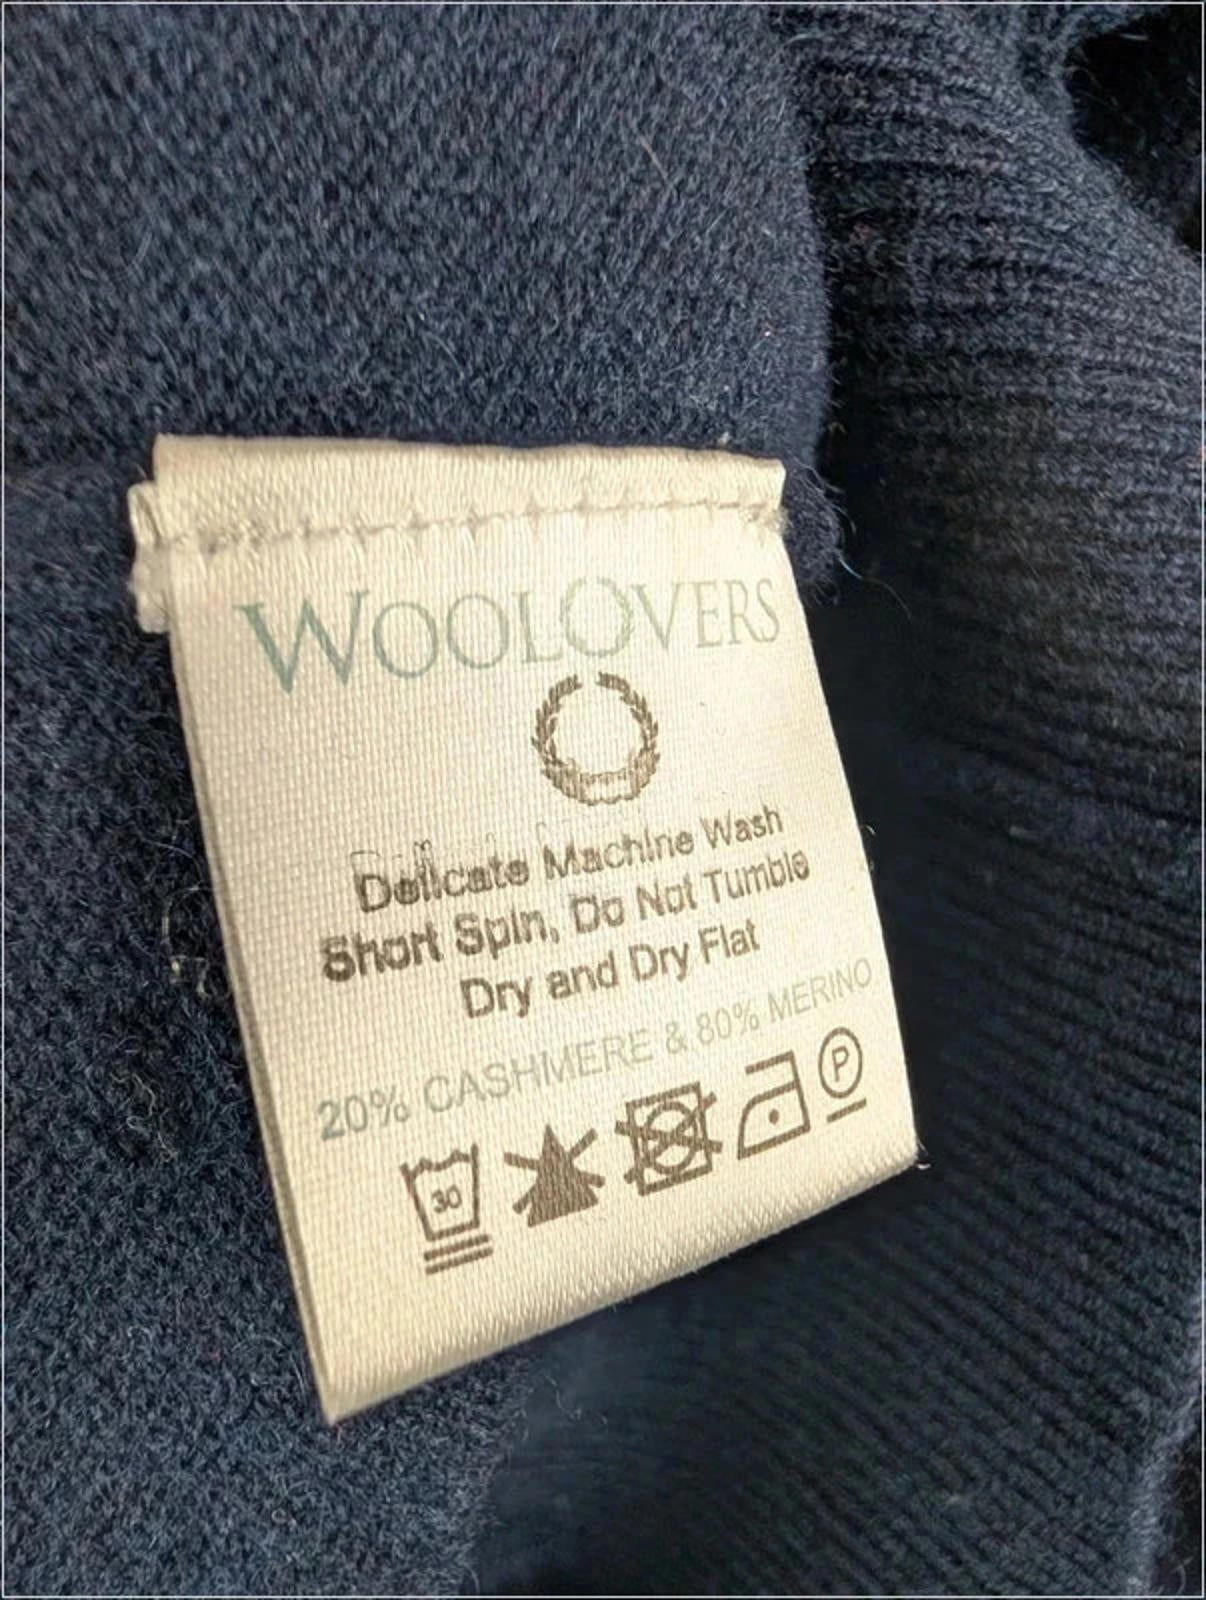 WOOLOVERS
Delicate Machine Wash
Short Spin, Do Not Tumble
Dry and Dry Flat
20% CASHMERE & 80% MERINO
30
P